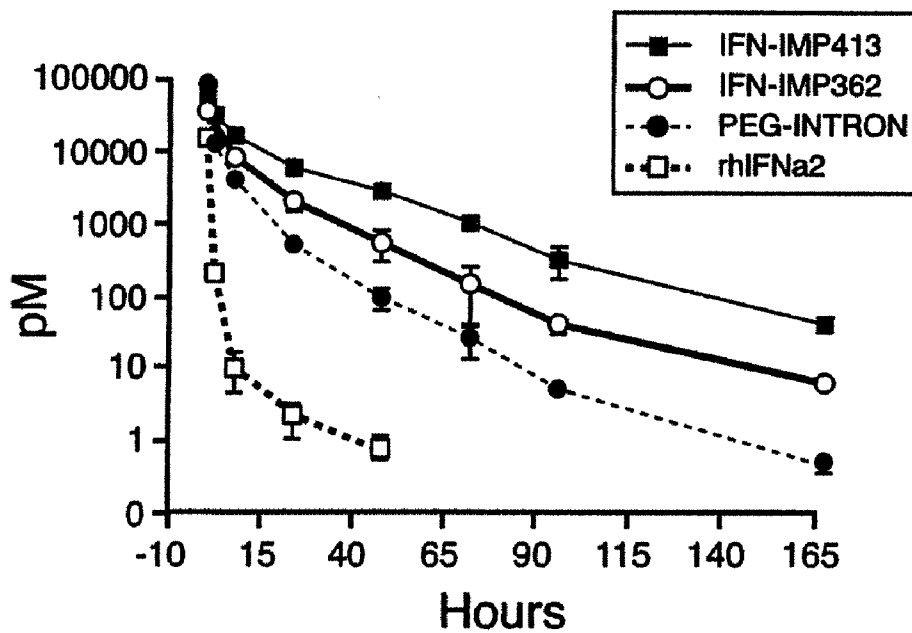 IFN-IMP413
IFN-IMP362
PEG-INTRON
rhIFNa2
100000
10000
1000
100
10
1
0
pM
-10 15 40 65 90 115 140 165
Hours